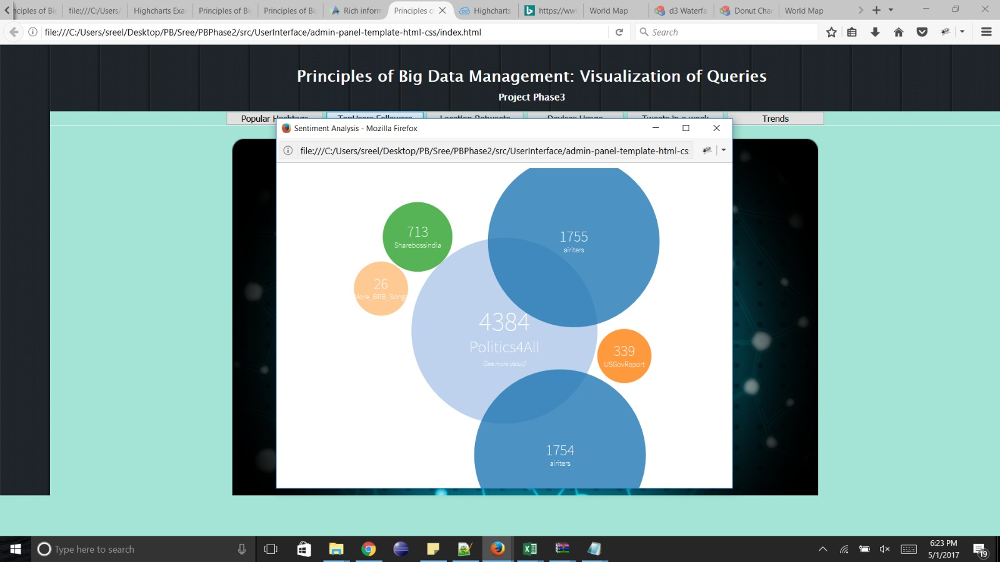 nciples of Bi
file:///C:/Users/
Highcharts Exa
Principles of Bi
Principles of Bi
Rich inform
Principles o
Highcharts
https://ww
World Map
d3 Waterfa
Donut Char
World Map
file:///C:/Users/sreel/Desktop/PB/Sree/PBPhase2/src/UserInterface/admin-panel-template-html-css/index.html
Search
Principles of Big Data Management: Visualization of Queries
Project Phase3
Popular Hashtags
TopUsers Followers
Location Retweets
Devices Usage
Tweets in a week
Trends
Sentiment Analysis - Mozilla Firefox
file:///C:/Users/sreel/Desktop/PB/Sree/PBPhase2/src/UserInterface/admin-panel-template-html-cs
713
Sharebossindia
1755
airiters
26
More_BRB_Song
4384
Politics4All
(See more detail)
339
USGovReport
1754
airiters
Type here to search
6:23 PM
5/1/2017
19